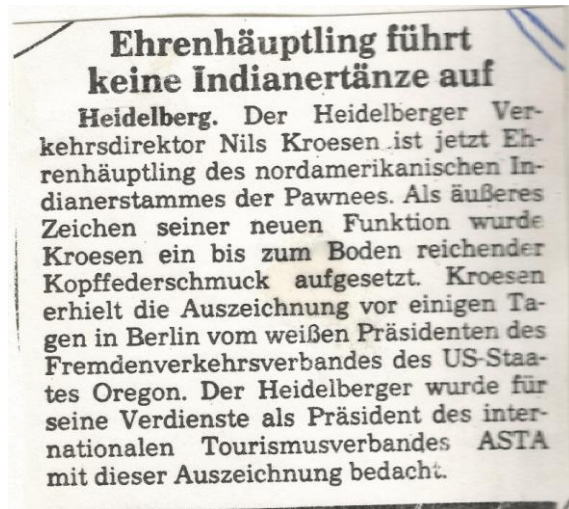 Ehrenhäuptling führt
keine Indianertänze auf
Heidelberg. Der Heidelberger Ver-
kehrsdirektor Nils Kroesen ist jetzt Eh-
renhäuptling des nordamerikanischen In-
dianerstammes der Pawnees. Als äußeres
Zeichen seiner neuen Funktion wurde
Kroesen ein bis zum Boden reichender
Kopffederschmuck aufgesetzt. Kroesen
erhielt die Auszeichnung vor einigen Ta-
gen in Berlin vom weißen Präsidenten des
Fremdenverkehrsverbandes des US-Staa-
tes Oregon. Der Heidelberger wurde für
seine Verdienste als Präsident des inter-
nationalen Tourismusverbandes ASTA
mit dieser Auszeichnung bedacht.